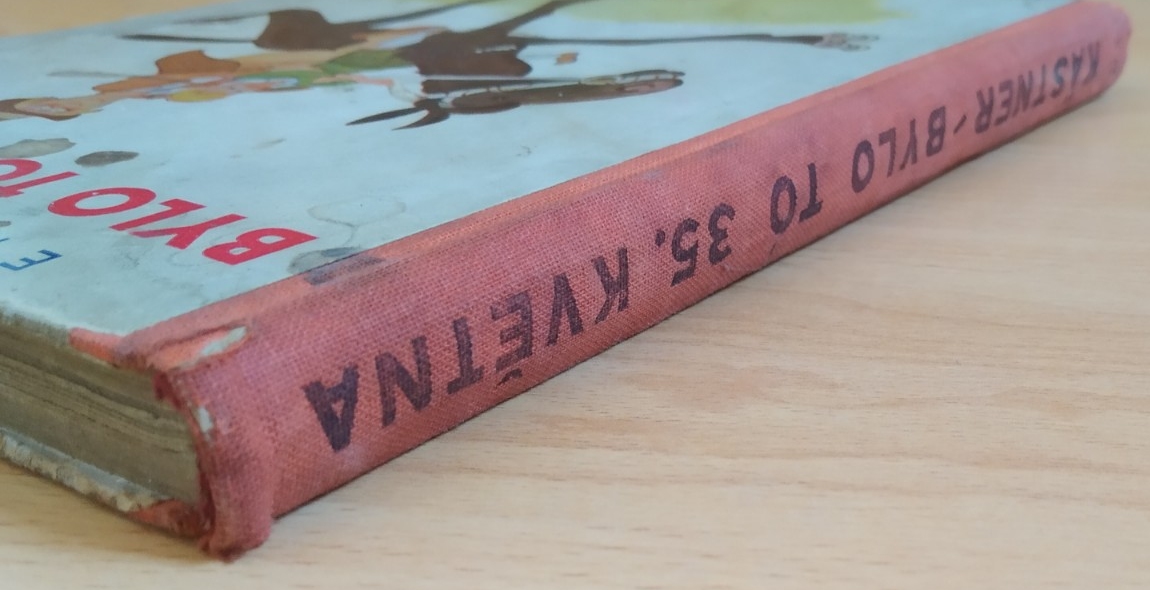 KÄSTNER-BYLO TO 35. KVĚTNA
BYLO TO